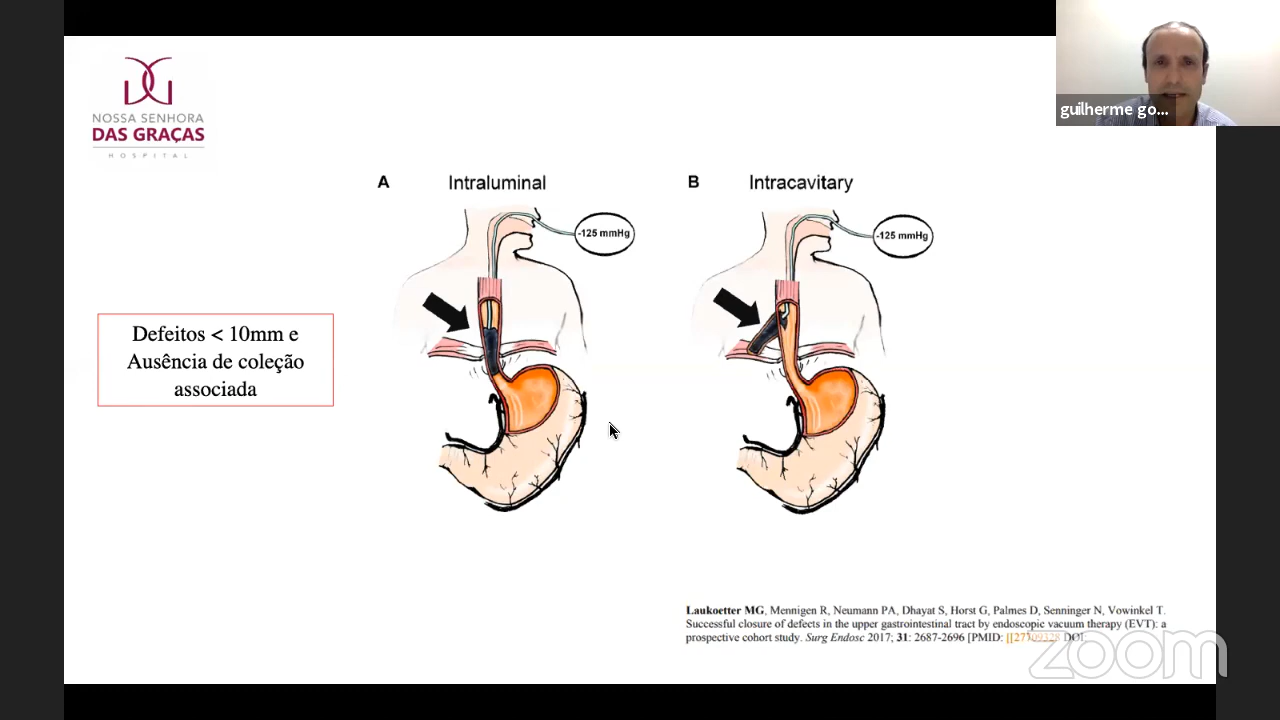 guilherme go...
NOSSA SENHORA
DAS GRAÇAS
HOSPITAL
A Intraluminal
B Intracavitary
-125 mmHg
-125 mmHg
Defeitos < 10mm e
Ausência de coleção
associada
Laukoetter MG, Mennigen R, Neumann PA, Dhayat S, Horst G, Palmes D, Senninger N, Vowinkel T.
Successful closure of defects in the upper gastrointestinal tract by endoscopic vacuum therapy (EVT): a
prospective cohort study. Surg Endosc 2017; 31: 2687-2696 [PMID: [[27709328 DOI:
zoom